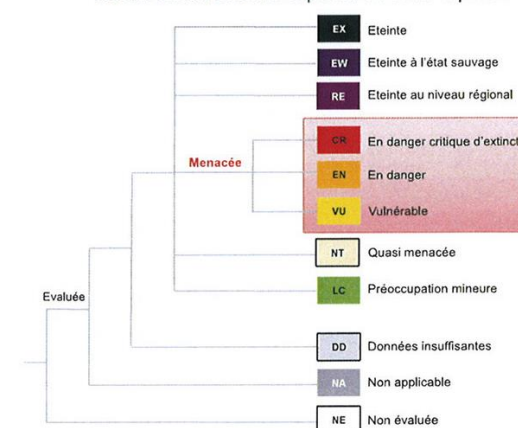 EX Eteinte
EW Eteinte à l'état sauvage
RE Eteinte au niveau régional
CR En danger critique d'extinct
Menacée
EN En danger
VU Vulnérable
NT Quasi menacée
LC Préoccupation mineure
Evaluée
DD Données insuffisantes
NA Non applicable
NE Non évaluée